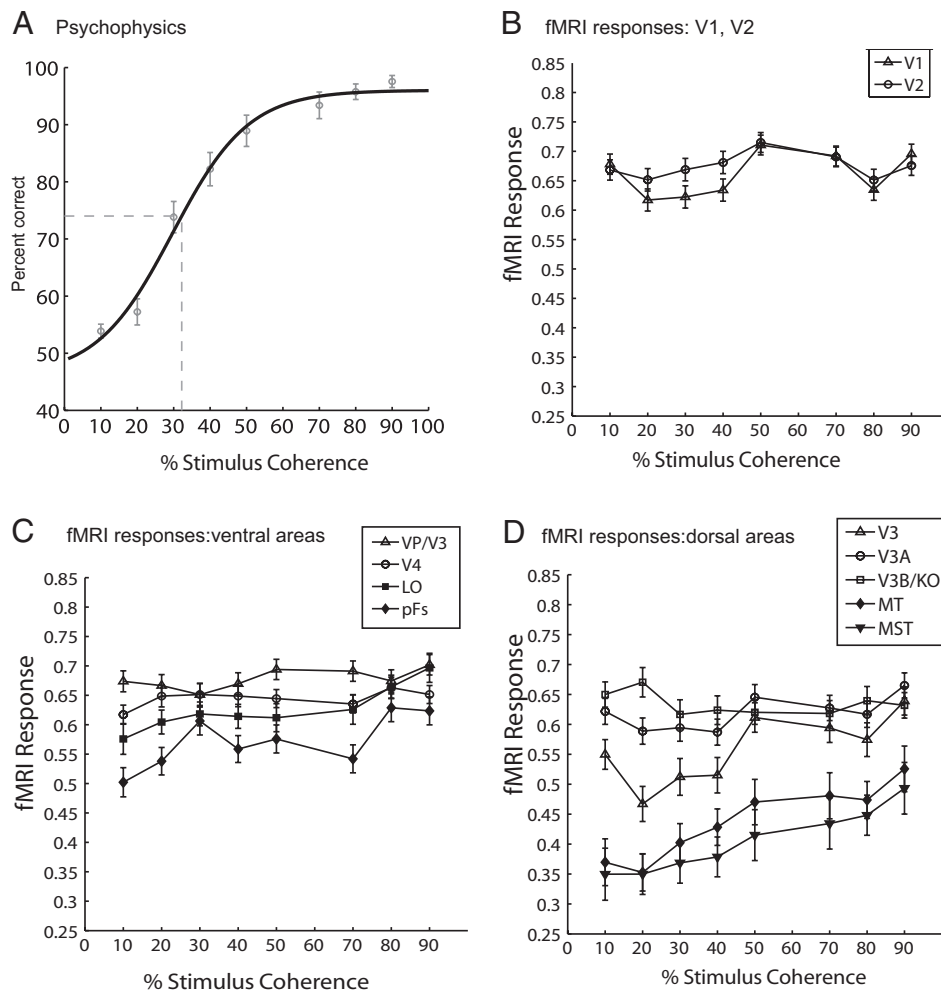 A Psychophysics
100
90
80
70
60
50
40
Percent correct
0 10 20 30 40 50 60 70 80 90 100
% Stimulus Coherence
B fMRI responses: V1, V2
V1
V2
0.85
0.8
0.75
0.7
0.65
0.6
0.55
0.5
0.45
0.4
0.35
0.3
0.25
fMRI Response
0 10 20 30 40 50 60 70 80 90
% Stimulus Coherence
C fMRI responses:ventral areas
VP/V3
V4
LO
pFs
0.85
0.8
0.75
0.7
0.65
0.6
0.55
0.5
0.45
0.4
0.35
0.3
0.25
fMRI Response
0 10 20 30 40 50 60 70 80 90
% Stimulus Coherence
D fMRI responses:dorsal areas
V3
V3A
V3B/KO
MT
MST
0.85
0.8
0.75
0.7
0.65
0.6
0.55
0.5
0.45
0.4
0.35
0.3
0.25
fMRI Response
0 10 20 30 40 50 60 70 80 90
% Stimulus Coherence